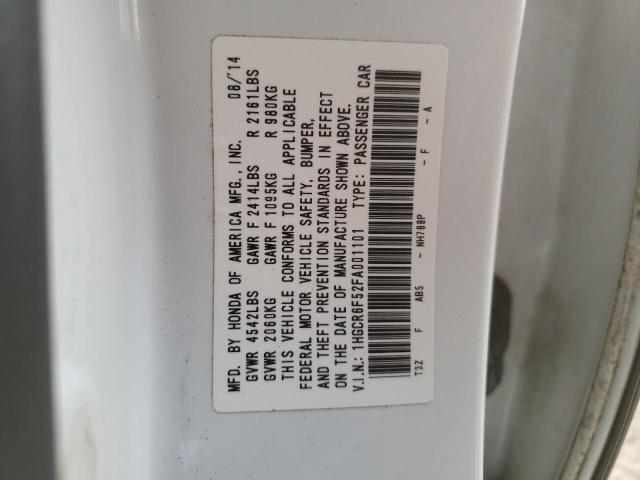 MFD. BY HONDA OF AMERICA MFG., INC. 08/'14
GVWR 4542LBS GAWR F 2414LBS R 2161LBS
GVWR 2060KG GAWR F 1095KG R 980KG
THIS VEHICLE CONFORMS TO ALL APPLICABLE
FEDERAL MOTOR VEHICLE SAFETY, BUMPER,
AND THEFT PREVENTION STANDARDS IN EFFECT
ON THE DATE OF MANUFACTURE SHOWN ABOVE.
V.I.N.: 1HGCR6F52FA001101 TYPE: PASSENGER CAR
T3Z F AB5 - NH788P - F - A